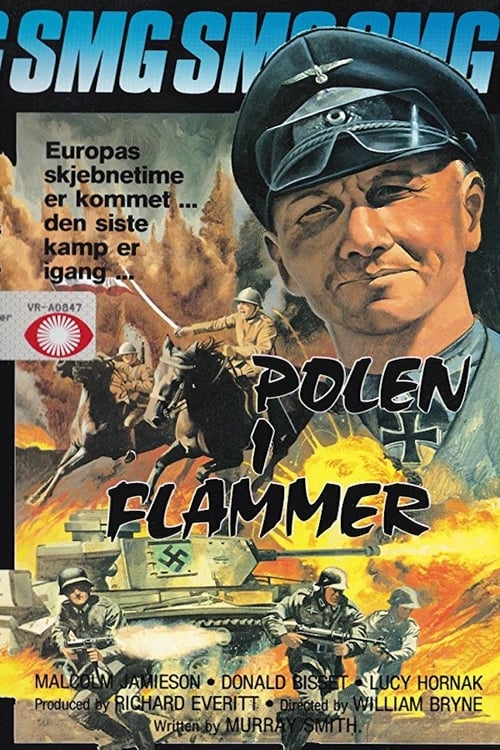 G SMG SMG SMG
Europas
skjebnetime
er kommet ...
den siste
kamp er
igang ...
er
VR-A0847
POLEN
I
FLAMMER
MALCOLM JAMIESON • DONALD BISSET • LUCY HORNAK
Produced by RICHARD EVERITT • Directed by WILLIAM BRYNE
Written by MURRAY SMITH.